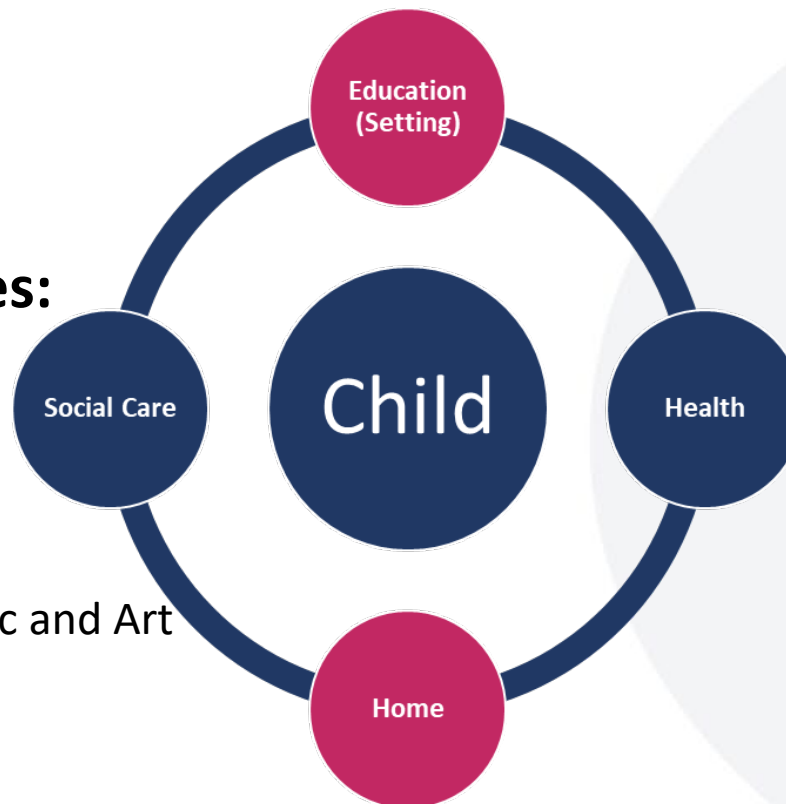 Education
(Setting)
es:
Social Care
Child
Health
c and Art
Home